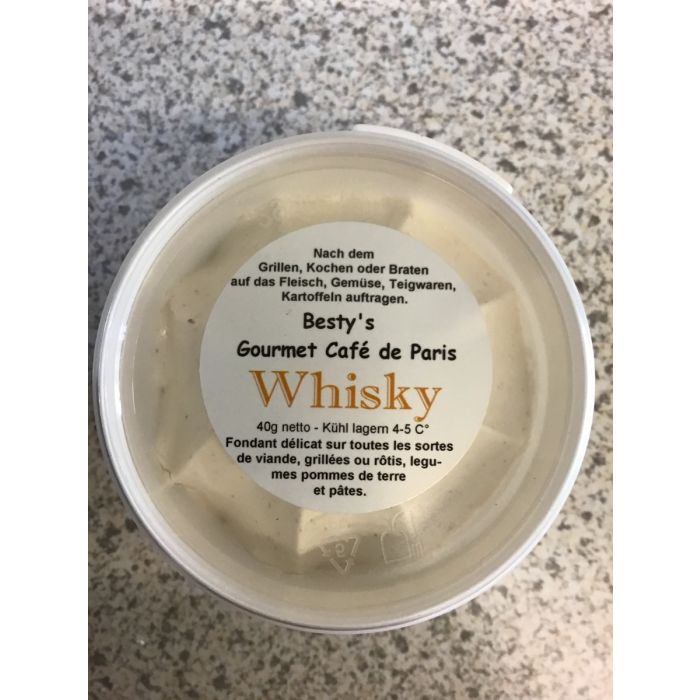 Nach dem
Grillen, Kochen oder Braten
auf das Fleisch, Gemüse, Teigwaren,
Kartoffeln auftragen.
Besty's
Gourmet Café de Paris
Whisky
40g netto - Kühl lagern 4-5 C°
Fondant délicat sur toutes les sortes
de viande, grillées ou rôtis, legu-
mes pommes de terre
et pâtes.